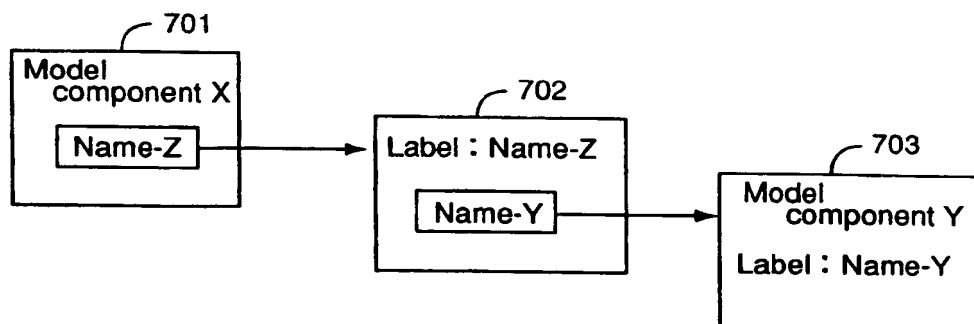 701
Model
component X
Name-Z
702
Label : Name-Z
Name-Y
703
Model
component Y
Label : Name-Y